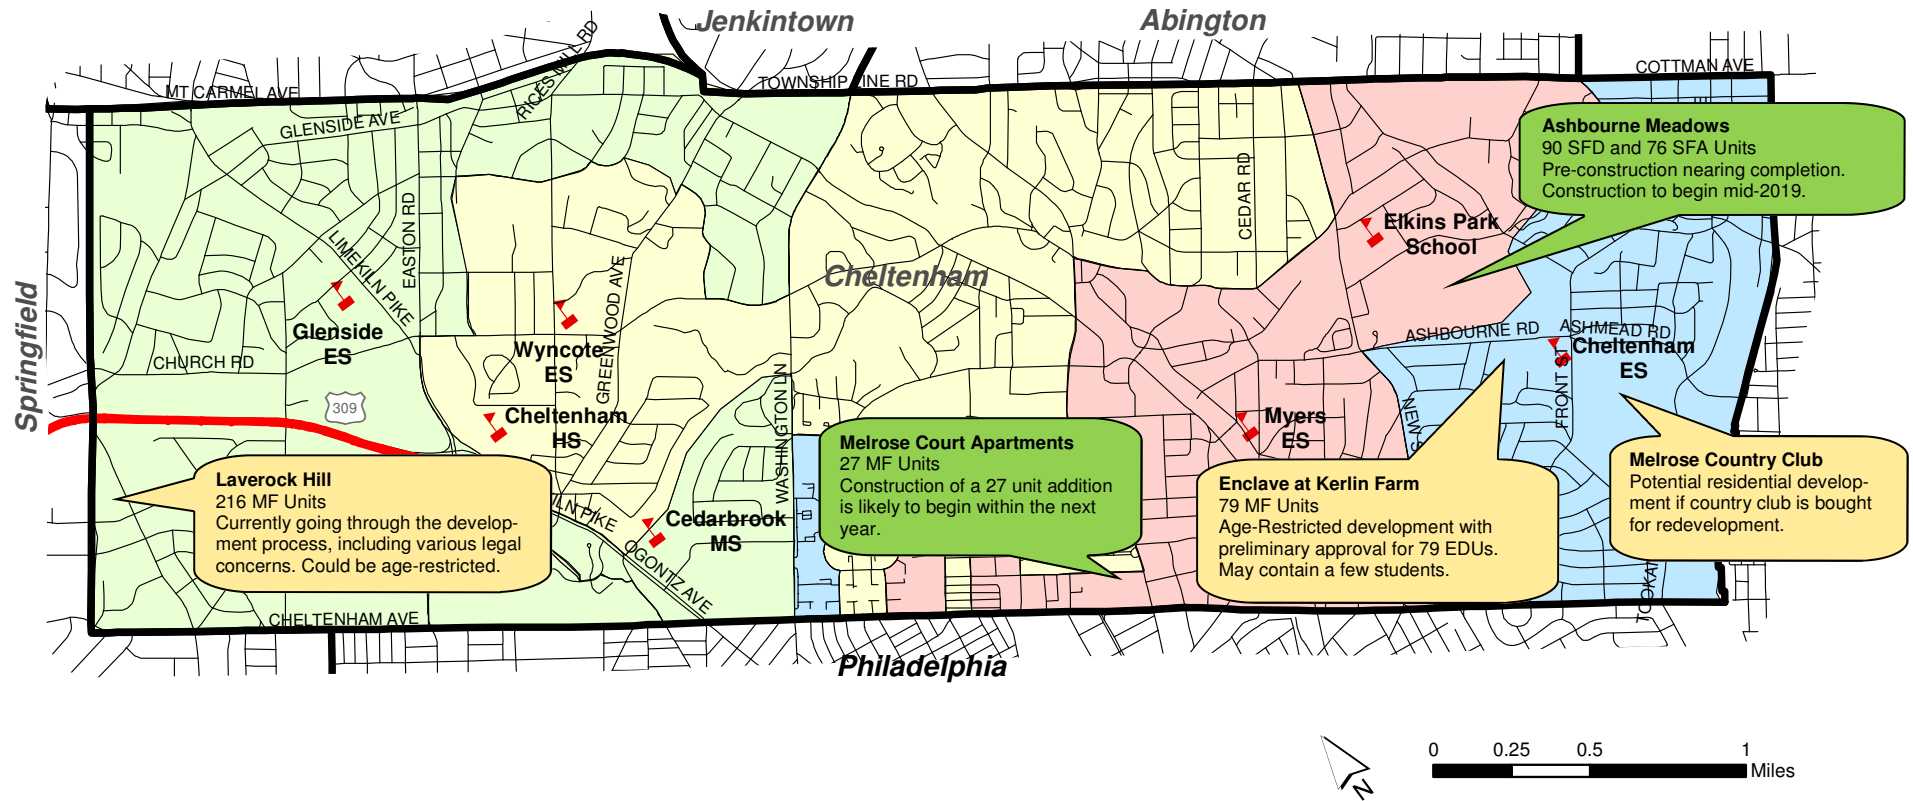 Jenkintown
Abington
COTTMAN AVE
TOWNSHIP LINE RD
RICES MILL RD
MT CARMEL AVE
GLENSIDE AVE
Ashbourne Meadows
90 SFD and 76 SFA Units
Pre-construction nearing completion.
Construction to begin mid-2019.
CEDAR RD
EASTON RD
LIMEKILN PIKE
Elkins Park
School
Cheltenham
GREENWOOD AVE
Springfield
Glenside
ES
ASHBOURNE RD
ASHMEAD RD
Wyncote
ES
Cheltenham
ES
CHURCH RD
FRONT ST
WASHINGTON LN
309
Cheltenham
HS
Myers
ES
NEW S
Melrose Court Apartments
27 MF Units
Construction of a 27 unit addition
is likely to begin within the next
year.
Melrose Country Club
Potential residential develop-
ment if country club is bought
for redevelopment.
Laverock Hill
216 MF Units
Currently going through the develop-
ment process, including various legal
concerns. Could be age-restricted.
Enclave at Kerlin Farm
79 MF Units
Age-Restricted development with
preliminary approval for 79 EDUs.
May contain a few students.
ILN PIKE
Cedarbrook
MS
OGONTZ AVE
TOOKAN
CHELTENHAM AVE
Philadelphia
0 0.25 0.5 1
Miles
N